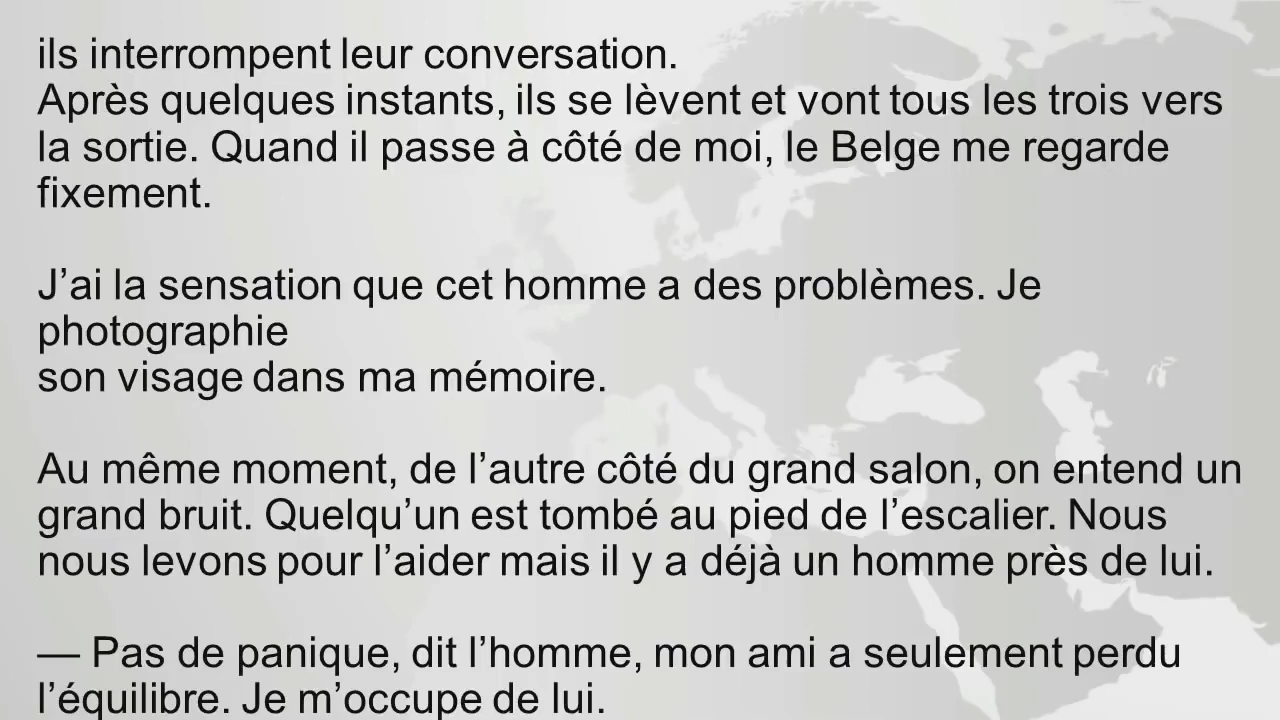 ils interrompent leur conversation.
Après quelques instants, ils se lèvent et vont tous les trois vers
la sortie. Quand il passe à côté de moi, le Belge me regarde
fixement.
J’ai la sensation que cet homme a des problèmes. Je
photographie
son visage dans ma mémoire.
Au même moment, de l’autre côté du grand salon, on entend un
grand bruit. Quelqu’un est tombé au pied de l’escalier. Nous
nous levons pour l’aider mais il y a déjà un homme près de lui.
— Pas de panique, dit l’homme, mon ami a seulement perdu
l’équilibre. Je m’occupe de lui.